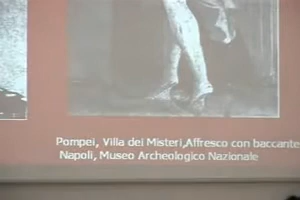 Pompei, Villa dei Misteri,Affresco con baccante
Napoli, Museo Archeologico Nazionale